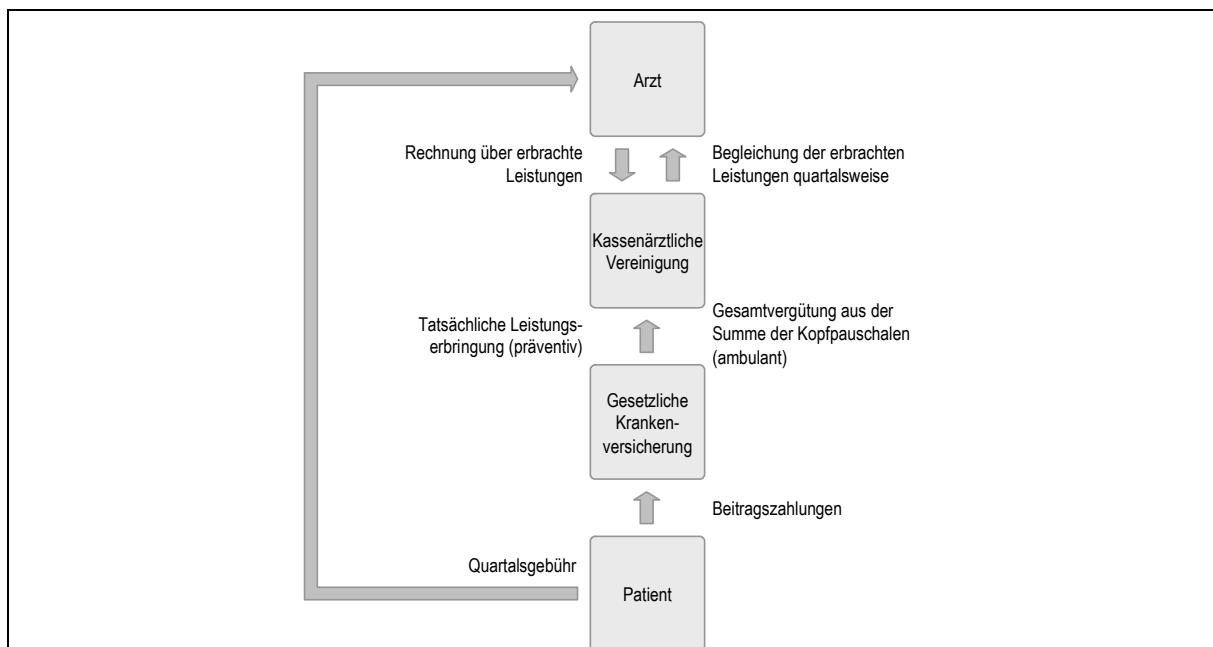 Arzt
Rechnung über erbrachte
Leistungen
Begleichung der erbrachten
Leistungen quartalsweise
Kassenärztliche
Vereinigung
Tatsächliche Leistungs-
erbringung (präventiv)
Gesamtvergütung aus der
Summe der Kopfpauschalen
(ambulant)
Gesetzliche
Kranken-
versicherung
Beitragszahlungen
Quartalsgebühr
Patient